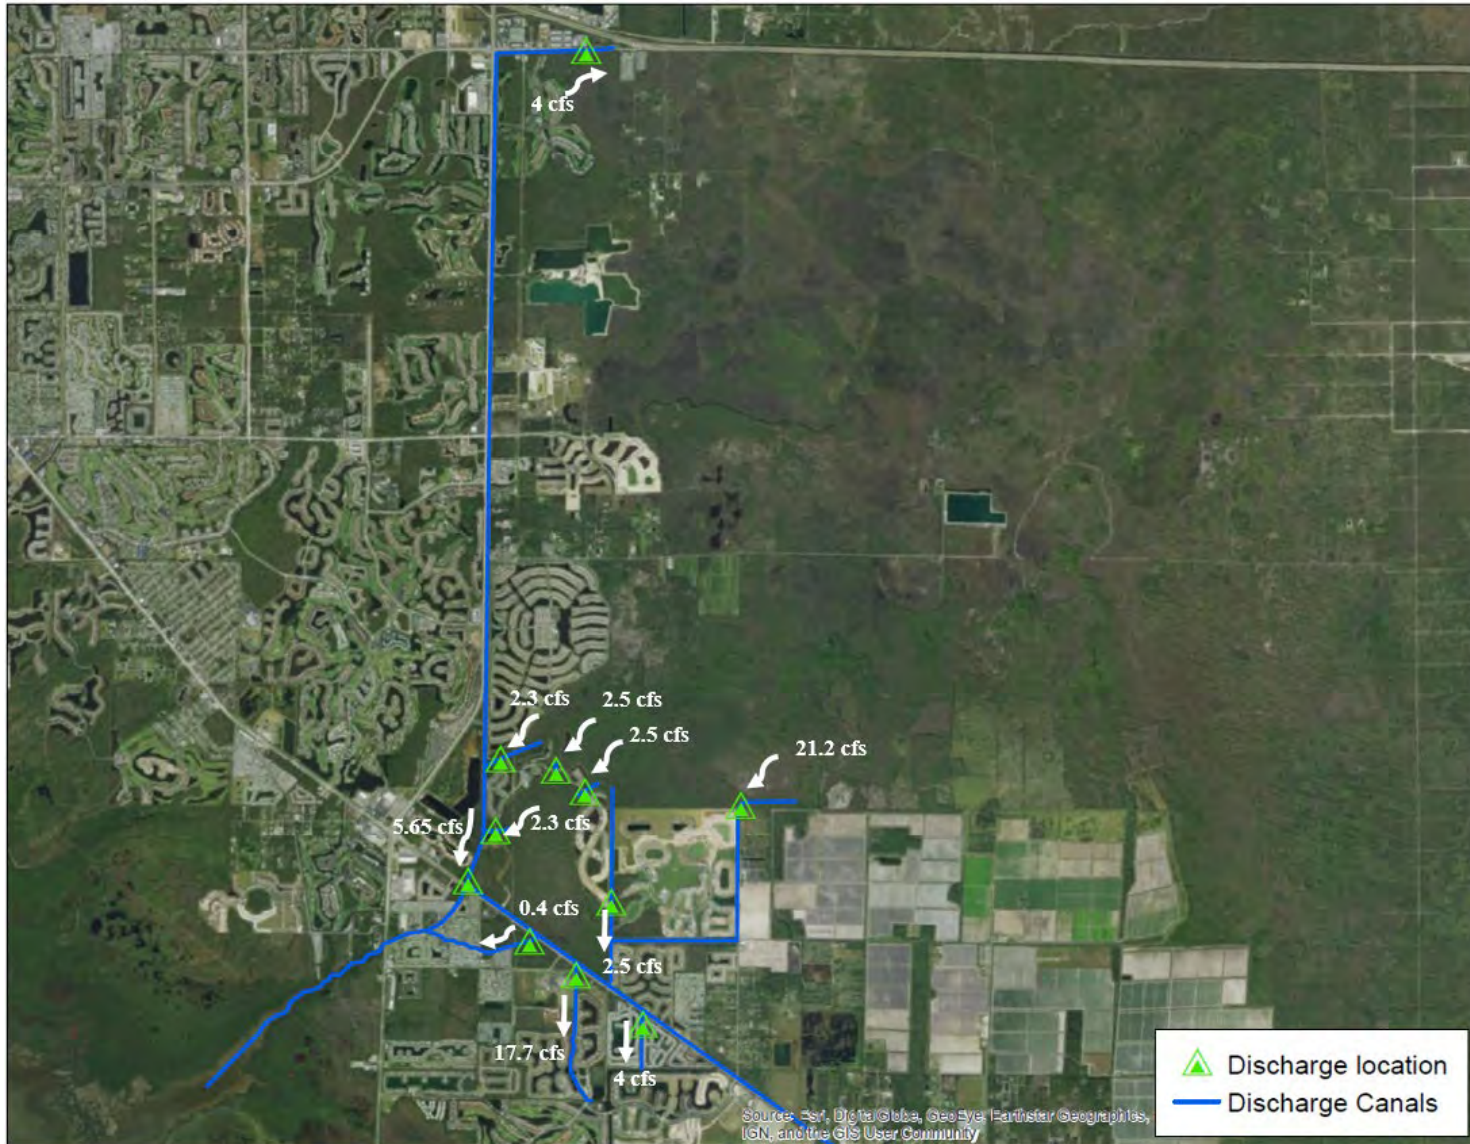 4 cfs
2.3 cfs
2.5 cfs
2.5 cfs
21.2 cfs
5.65 cfs
2.3 cfs
0.4 cfs
2.5 cfs
17.7 cfs
4 cfs
Discharge location
Discharge Canals
Source: Esri, DigitalGlobe, GeoEye, Earthstar Geographics,
IGN, and the GIS User Community